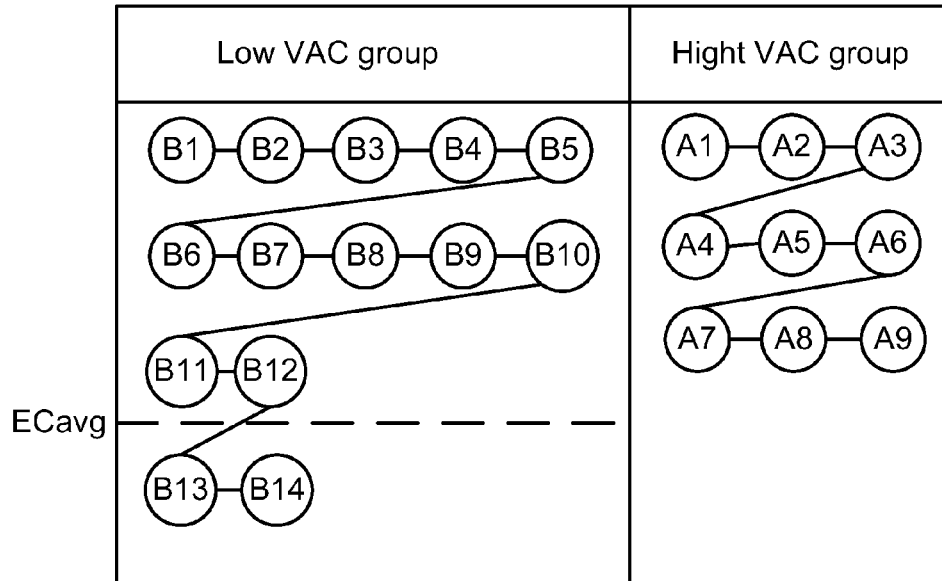 Low VAC group
Hight VAC group
B1 B2 B3 B4 B5
A1 A2 A3
B6 B7 B8 B9 B10
A4 A5 A6
A7 A8 A9
B11 B12
ECavg
B13 B14